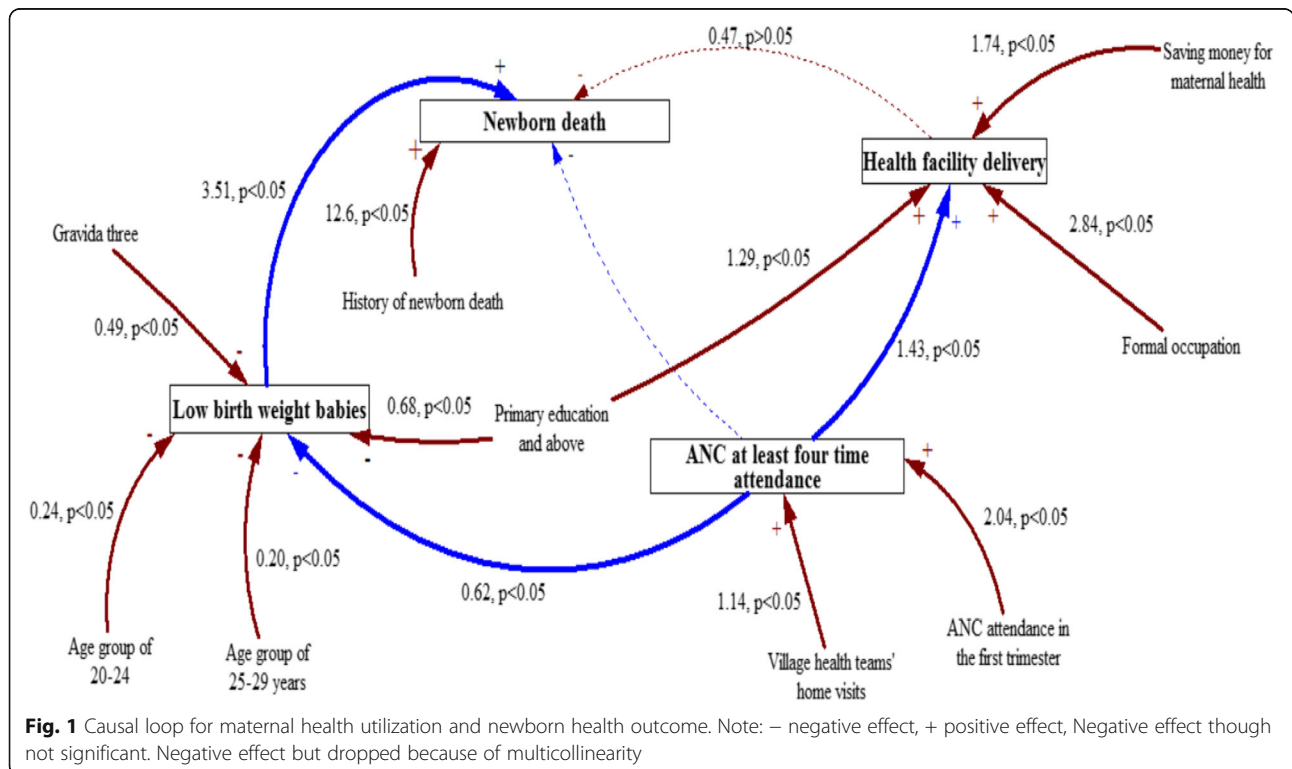 0.47, p>0.05
1.74, p<0.05
Saving money for
maternal health
+
-
+
Newborn death
-
Health facility delivery
+
3.51, p<0.05
12.6, p<0.05
+
+
+
2.84, p<0.05
Gravida three
1.29, p<0.05
History of newborn death
0.49, p<0.05
1.43, p<0.05
Formal occupation
-
Low birth weight babies
0.68, p<0.05
Primary education
and above
-
-
-
-
ANC at least four time
attendance
+
0.24, p<0.05
0.20, p<0.05
2.04, p<0.05
+
0.62, p<0.05
1.14, p<0.05
Age group of
20-24
Age group of
25-29 years
Village health teams'
home visits
ANC attendance in
the first trimester
Fig. 1 Causal loop for maternal health utilization and newborn health outcome. Note: − negative effect, + positive effect, Negative effect though
not significant. Negative effect but dropped because of multicollinearity